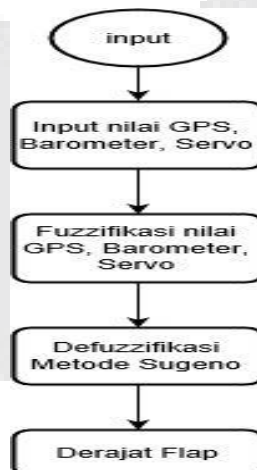 input
Input nilai GPS,
Barometer, Servo
Fuzzifikasi nilai
GPS, Barometer,
Servo
Defuzzifikasi
Metode Sugeno
Derajat Flap